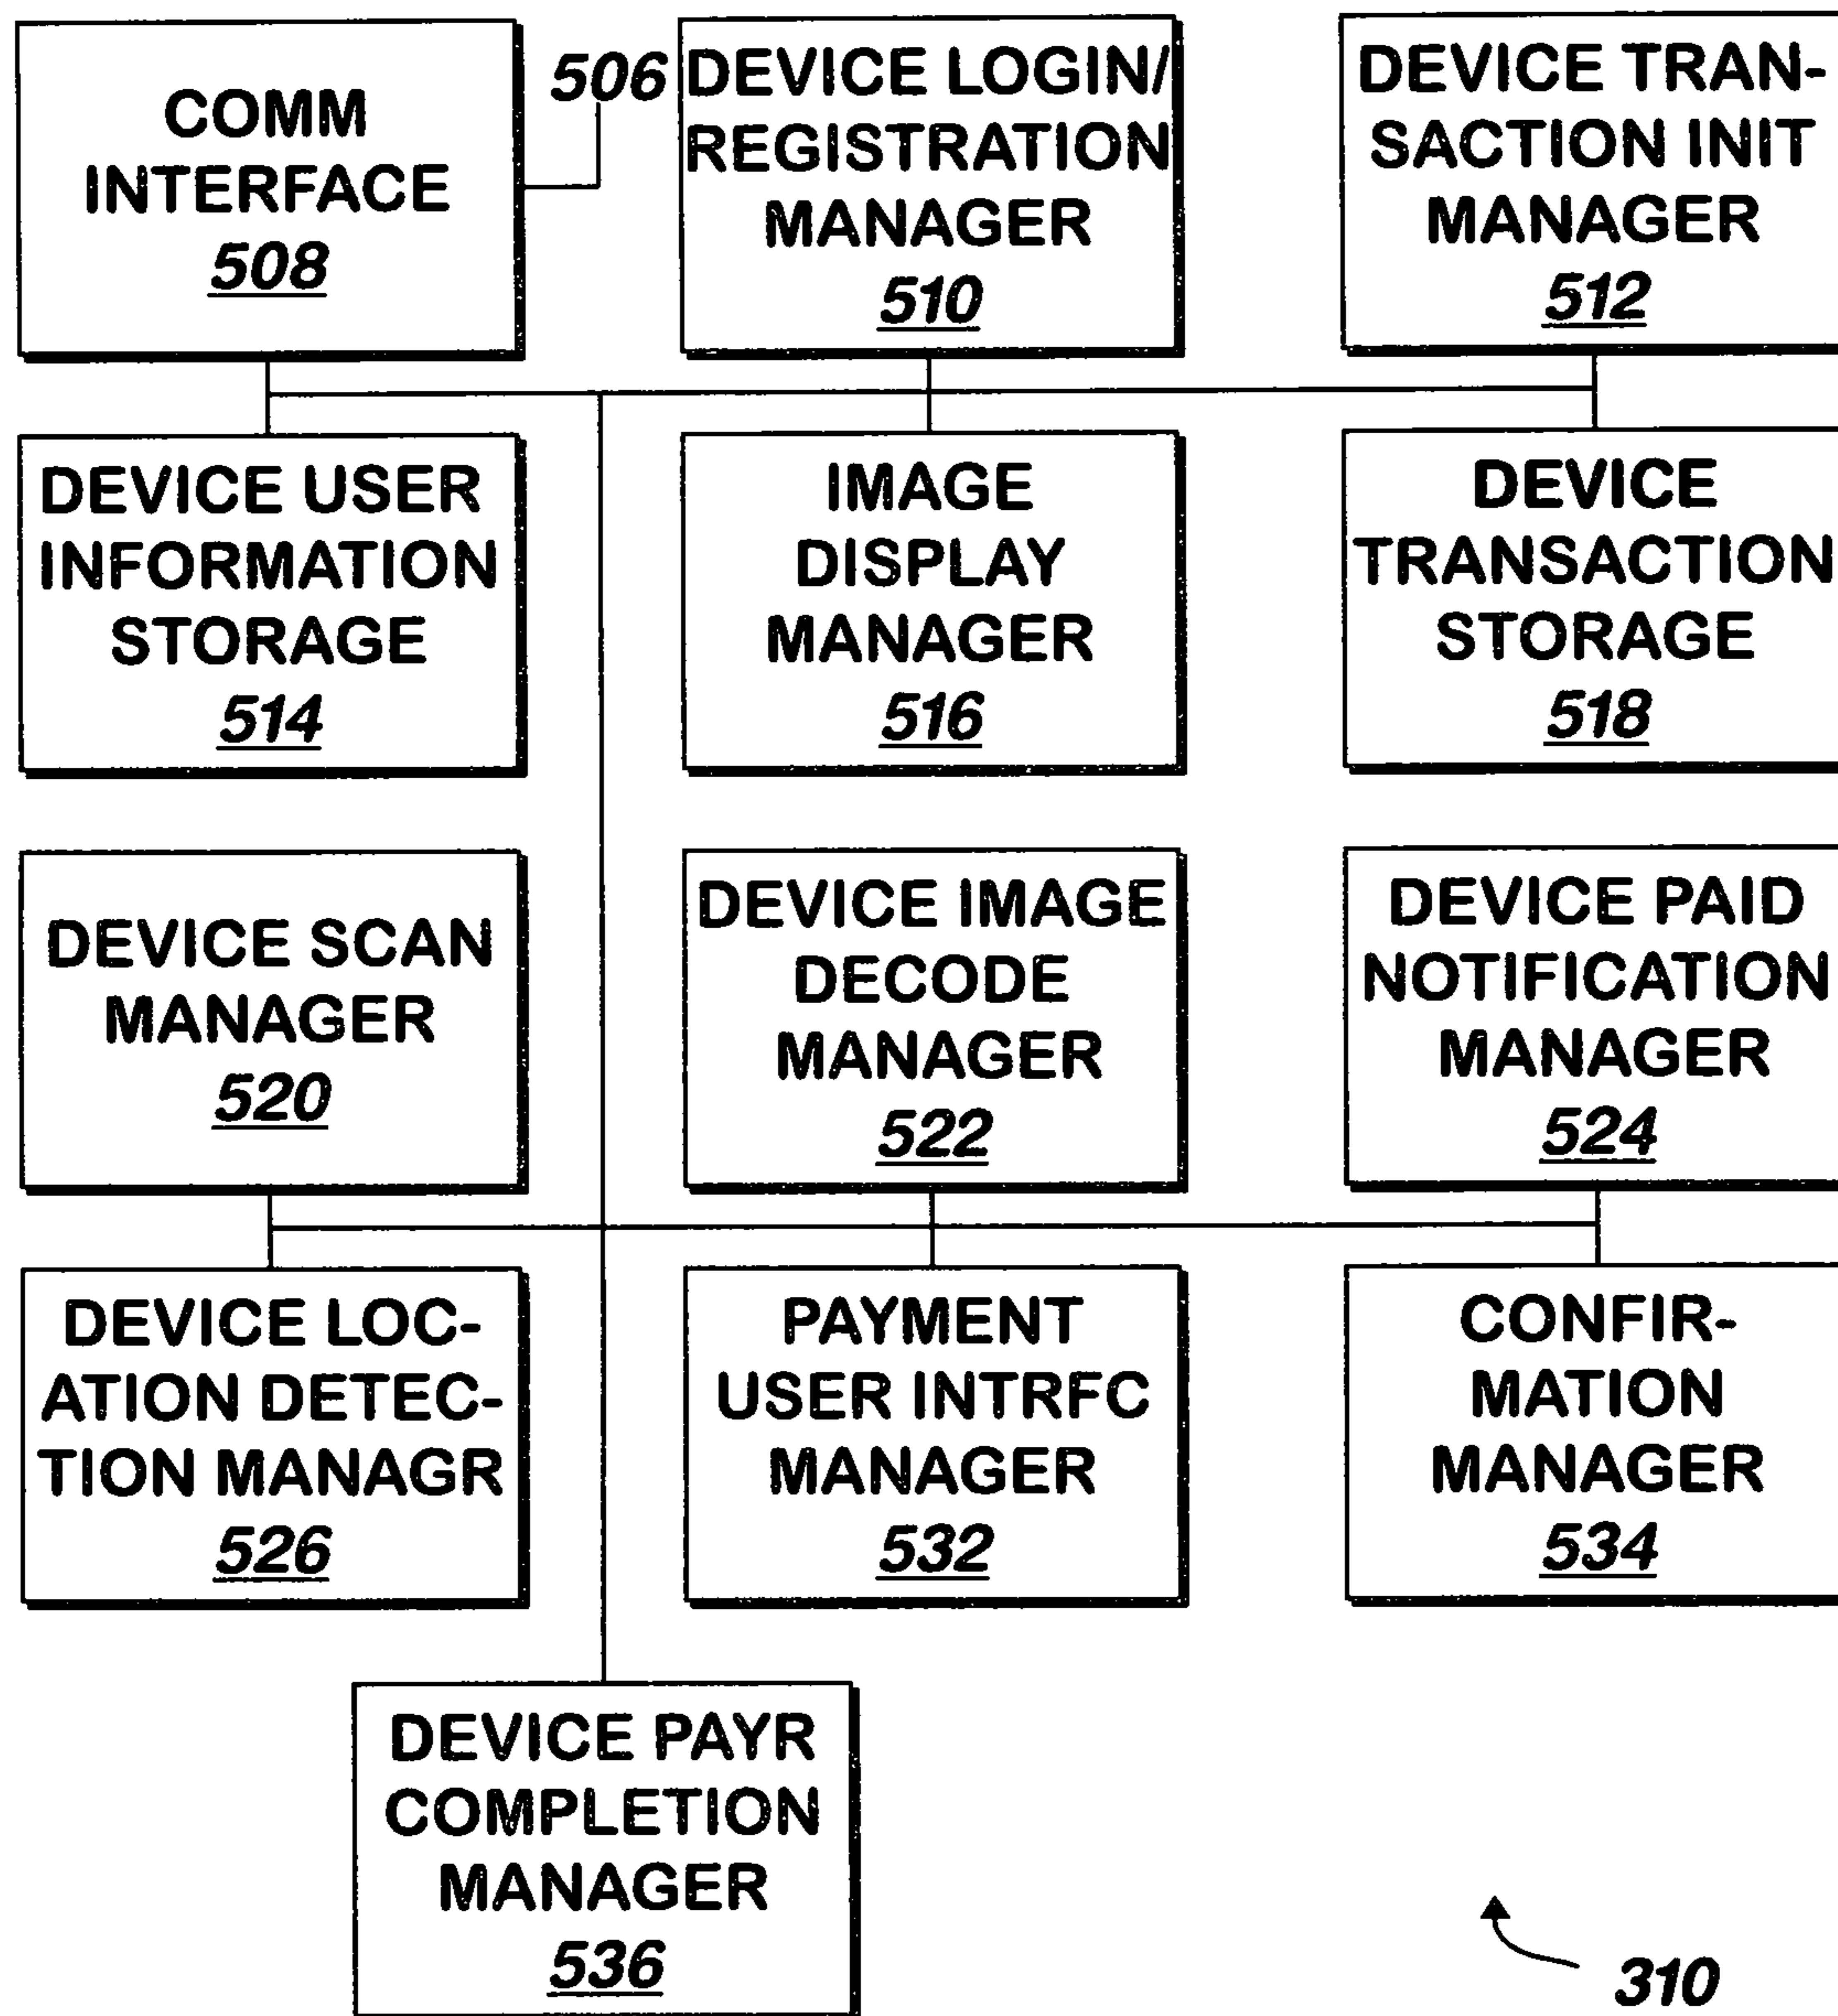 COMM
INTERFACE
508
506
DEVICE LOGIN/
REGISTRATION
MANAGER
510
DEVICE TRAN-
SACTION INIT
MANAGER
512
DEVICE USER
INFORMATION
STORAGE
514
IMAGE
DISPLAY
MANAGER
516
DEVICE
TRANSACTION
STORAGE
518
DEVICE SCAN
MANAGER
520
DEVICE IMAGE
DECODE
MANAGER
522
DEVICE PAID
NOTIFICATION
MANAGER
524
DEVICE LOC-
ATION DETEC-
TION MANAGR
526
PAYMENT
USER INTRFC
MANAGER
532
CONFIR-
MATION
MANAGER
534
DEVICE PAYR
COMPLETION
MANAGER
536
310